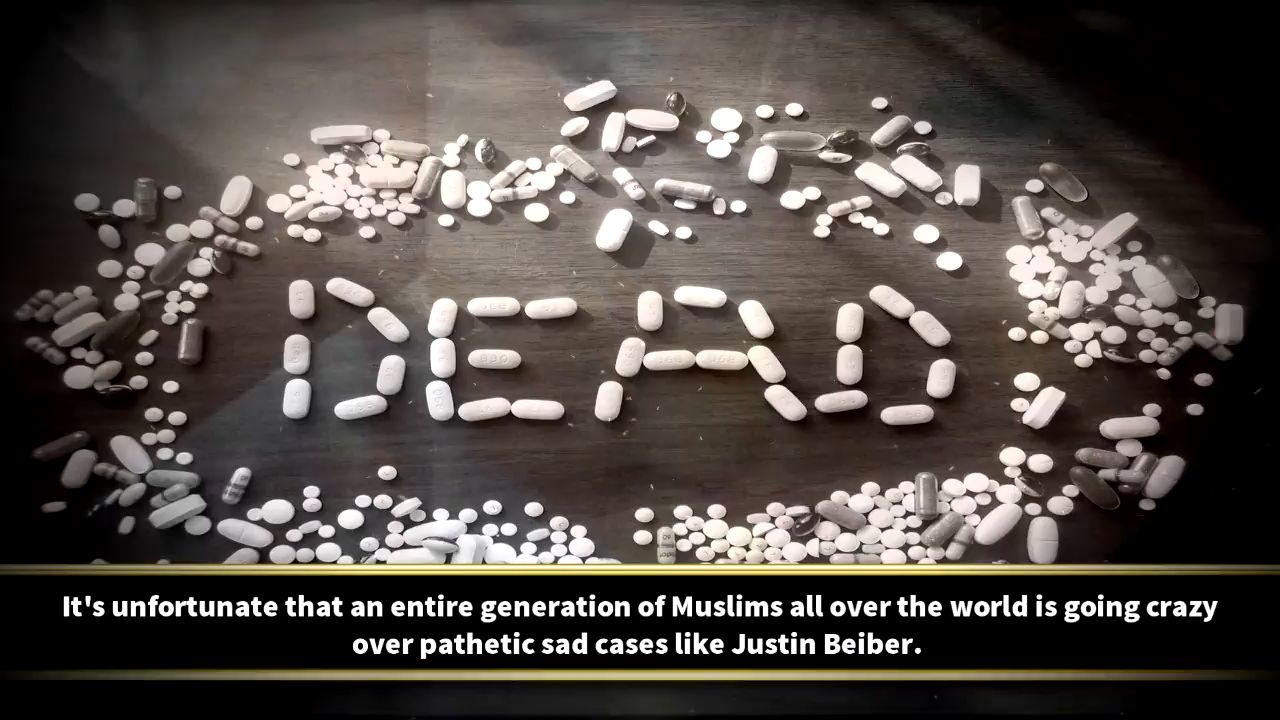 DEAD
It's unfortunate that an entire generation of Muslims all over the world is going crazy
over pathetic sad cases like Justin Beiber.